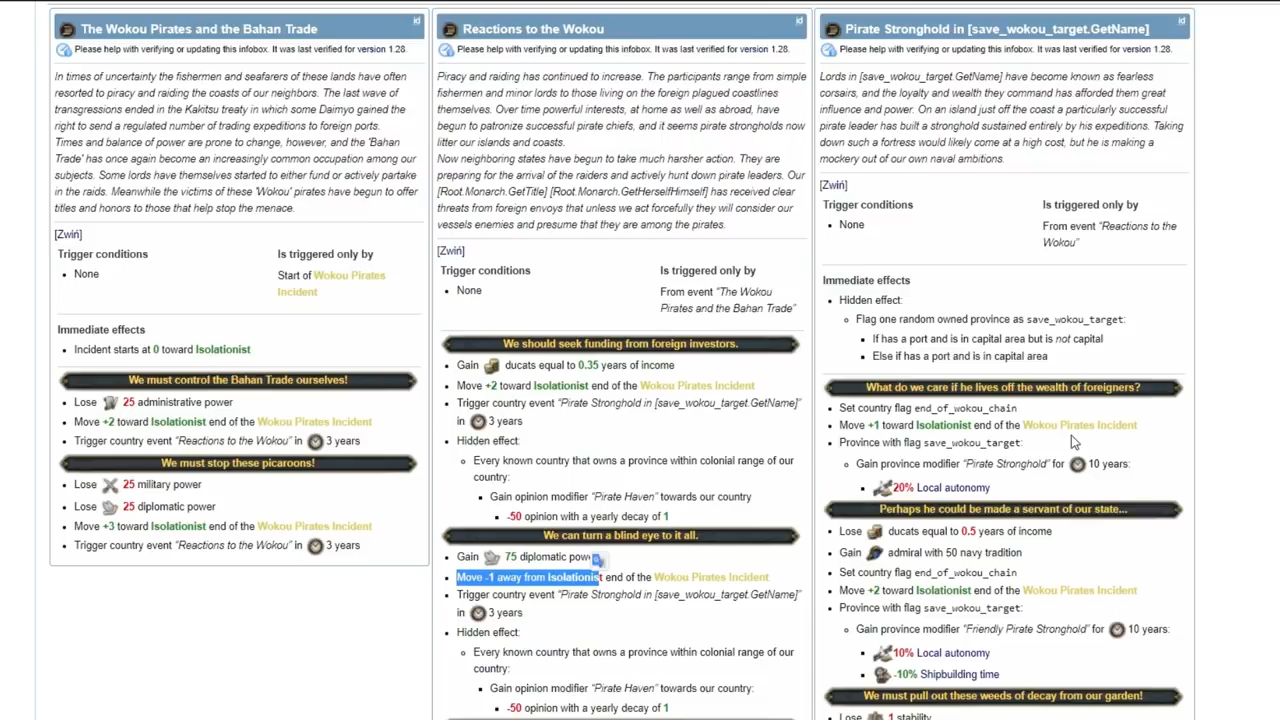 The Wokou Pirates and the Bahan Trade
id
Please help with verifying or updating this infobox. It was last verified for version 1.28.
In times of uncertainty the fishermen and seafarers of these lands have often
resorted to piracy and raiding the coasts of our neighbors. The last wave of
transgressions ended in the Kakitsu treaty in which some Daimyo gained the
right to send a regulated number of trading expeditions to foreign ports.
Times and balance of power are prone to change, however, and the 'Bahan
Trade' has once again become an increasingly common occupation among our
subjects. Some lords have themselves started to either fund or actively partake
in the raids. Meanwhile the victims of these 'Wokou' pirates have begun to offer
titles and honors to those that help stop the menace.
[Zwiń]
Trigger conditions
None
Is triggered only by
Start of Wokou Pirates
Incident
Immediate effects
Incident starts at 0 toward Isolationist
We must control the Bahan Trade ourselves!
Lose 25 administrative power
Move +2 toward Isolationist end of the Wokou Pirates Incident
Trigger country event "Reactions to the Wokou" in 3 years
We must stop these picaroons!
Lose 25 military power
Lose 25 diplomatic power
Move +3 toward Isolationist end of the Wokou Pirates Incident
Trigger country event "Reactions to the Wokou" in 3 years
Reactions to the Wokou
id
Please help with verifying or updating this infobox. It was last verified for version 1.28.
Piracy and raiding has continued to increase. The participants range from simple
fishermen and minor lords to those living on the foreign plagued coastlines
themselves. Over time powerful interests, at home as well as abroad, have
begun to patronize successful pirate chiefs, and it seems pirate strongholds now
litter our islands and coasts.
Now neighboring states have begun to take much harsher action. They are
preparing for the arrival of the raiders and actively hunt down pirate leaders. Our
[Root.Monarch.GetTitle] [Root.Monarch.GetHerselfHimself] has received clear
threats from foreign envoys that unless we act forcefully they will consider our
vessels enemies and presume that they are among the pirates.
[Zwiń]
Trigger conditions
None
Is triggered only by
From event "The Wokou
Pirates and the Bahan Trade"
We should seek funding from foreign investors.
Gain ducats equal to 0.35 years of income
Move +2 toward Isolationist end of the Wokou Pirates Incident
Trigger country event "Pirate Stronghold in [save_wokou_target.GetName]"
in 3 years
Hidden effect:
Every known country that owns a province within colonial range of our
country:
Gain opinion modifier "Pirate Haven" towards our country
-50 opinion with a yearly decay of 1
We can turn a blind eye to it all.
Gain 75 diplomatic power
Move -1 away from Isolationist end of the Wokou Pirates Incident
Trigger country event "Pirate Stronghold in [save_wokou_target.GetName]"
in 3 years
Hidden effect:
Every known country that owns a province within colonial range of our
country:
Gain opinion modifier "Pirate Haven" towards our country:
-50 opinion with a yearly decay of 1
Pirate Stronghold in [save_wokou_target.GetName]
id
Please help with verifying or updating this infobox. It was last verified for version 1.28.
Lords in [save_wokou_target.GetName] have become known as fearless
corsairs, and the loyalty and wealth they command has afforded them great
influence and power. On an island just off the coast a particularly successful
pirate leader has built a stronghold sustained entirely by his expeditions. Taking
down such a fortress would likely come at a high cost, but he is making a
mockery out of our own naval ambitions.
[Zwiń]
Trigger conditions
None
Is triggered only by
From event "Reactions to the
Wokou"
Immediate effects
Hidden effect:
Flag one random owned province as save_wokou_target:
If has a port and is in capital area but is not capital
Else if has a port and is in capital area
What do we care if he lives off the wealth of foreigners?
Set country flag end_of_wokou_chain
Move +1 toward Isolationist end of the Wokou Pirates Incident
Province with flag save_wokou_target:
Gain province modifier "Pirate Stronghold" for 10 years:
20% Local autonomy
Perhaps he could be made a servant of our state...
Lose ducats equal to 0.5 years of income
Gain admiral with 50 navy tradition
Set country flag end_of_wokou_chain
Move +2 toward Isolationist end of the Wokou Pirates Incident
Province with flag save_wokou_target:
Gain province modifier "Friendly Pirate Stronghold" for 10 years:
10% Local autonomy
-10% Shipbuilding time
We must pull out these weeds of decay from our garden!
Lose 1 stability